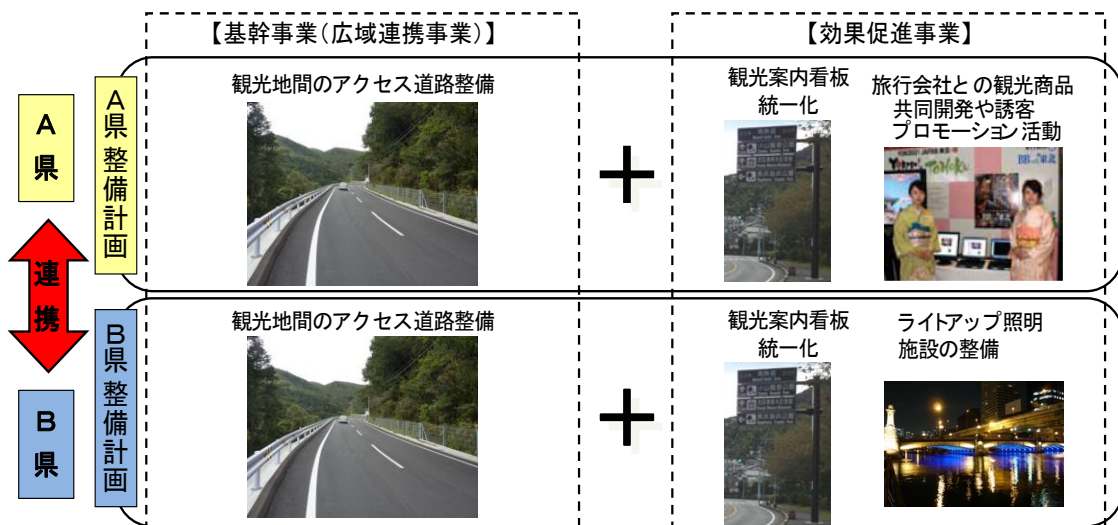 【基幹事業(広域連携事業)】
【効果促進事業】
A県
連携
B県
A県整備計画
観光地間のアクセス道路整備
+
観光案内看板
統一化
旅行会社との観光商品
共同開発や誘客
プロモーション活動
B県整備計画
観光地間のアクセス道路整備
+
観光案内看板
統一化
ライトアップ照明
施設の整備